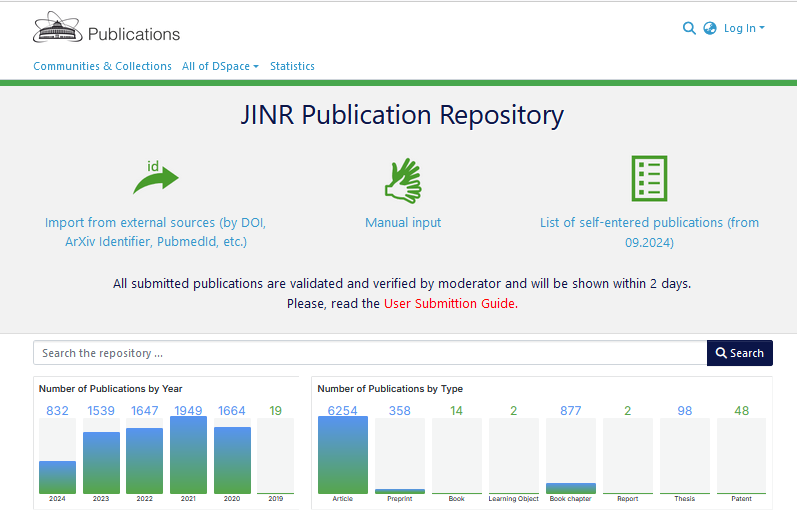 Publications
Log In
Communities & Collections All of DSpace Statistics
JINR Publication Repository
id
Import from external sources (by DOI,
ArXiv Identifier, PubmedId, etc.)
Manual input
List of self-entered publications (from
09.2024)
All submitted publications are validated and verified by moderator and will be shown within 2 days.
Please, read the User Submittion Guide.
Search the repository ... Search
Number of Publications by Year
832 1539 1647 1949 1664 19
2024 2023 2022 2021 2020 2019
Number of Publications by Type
6254 358 14 2 877 2 98 48
Article Preprint Book Learning Object Book chapter Report Thesis Patent